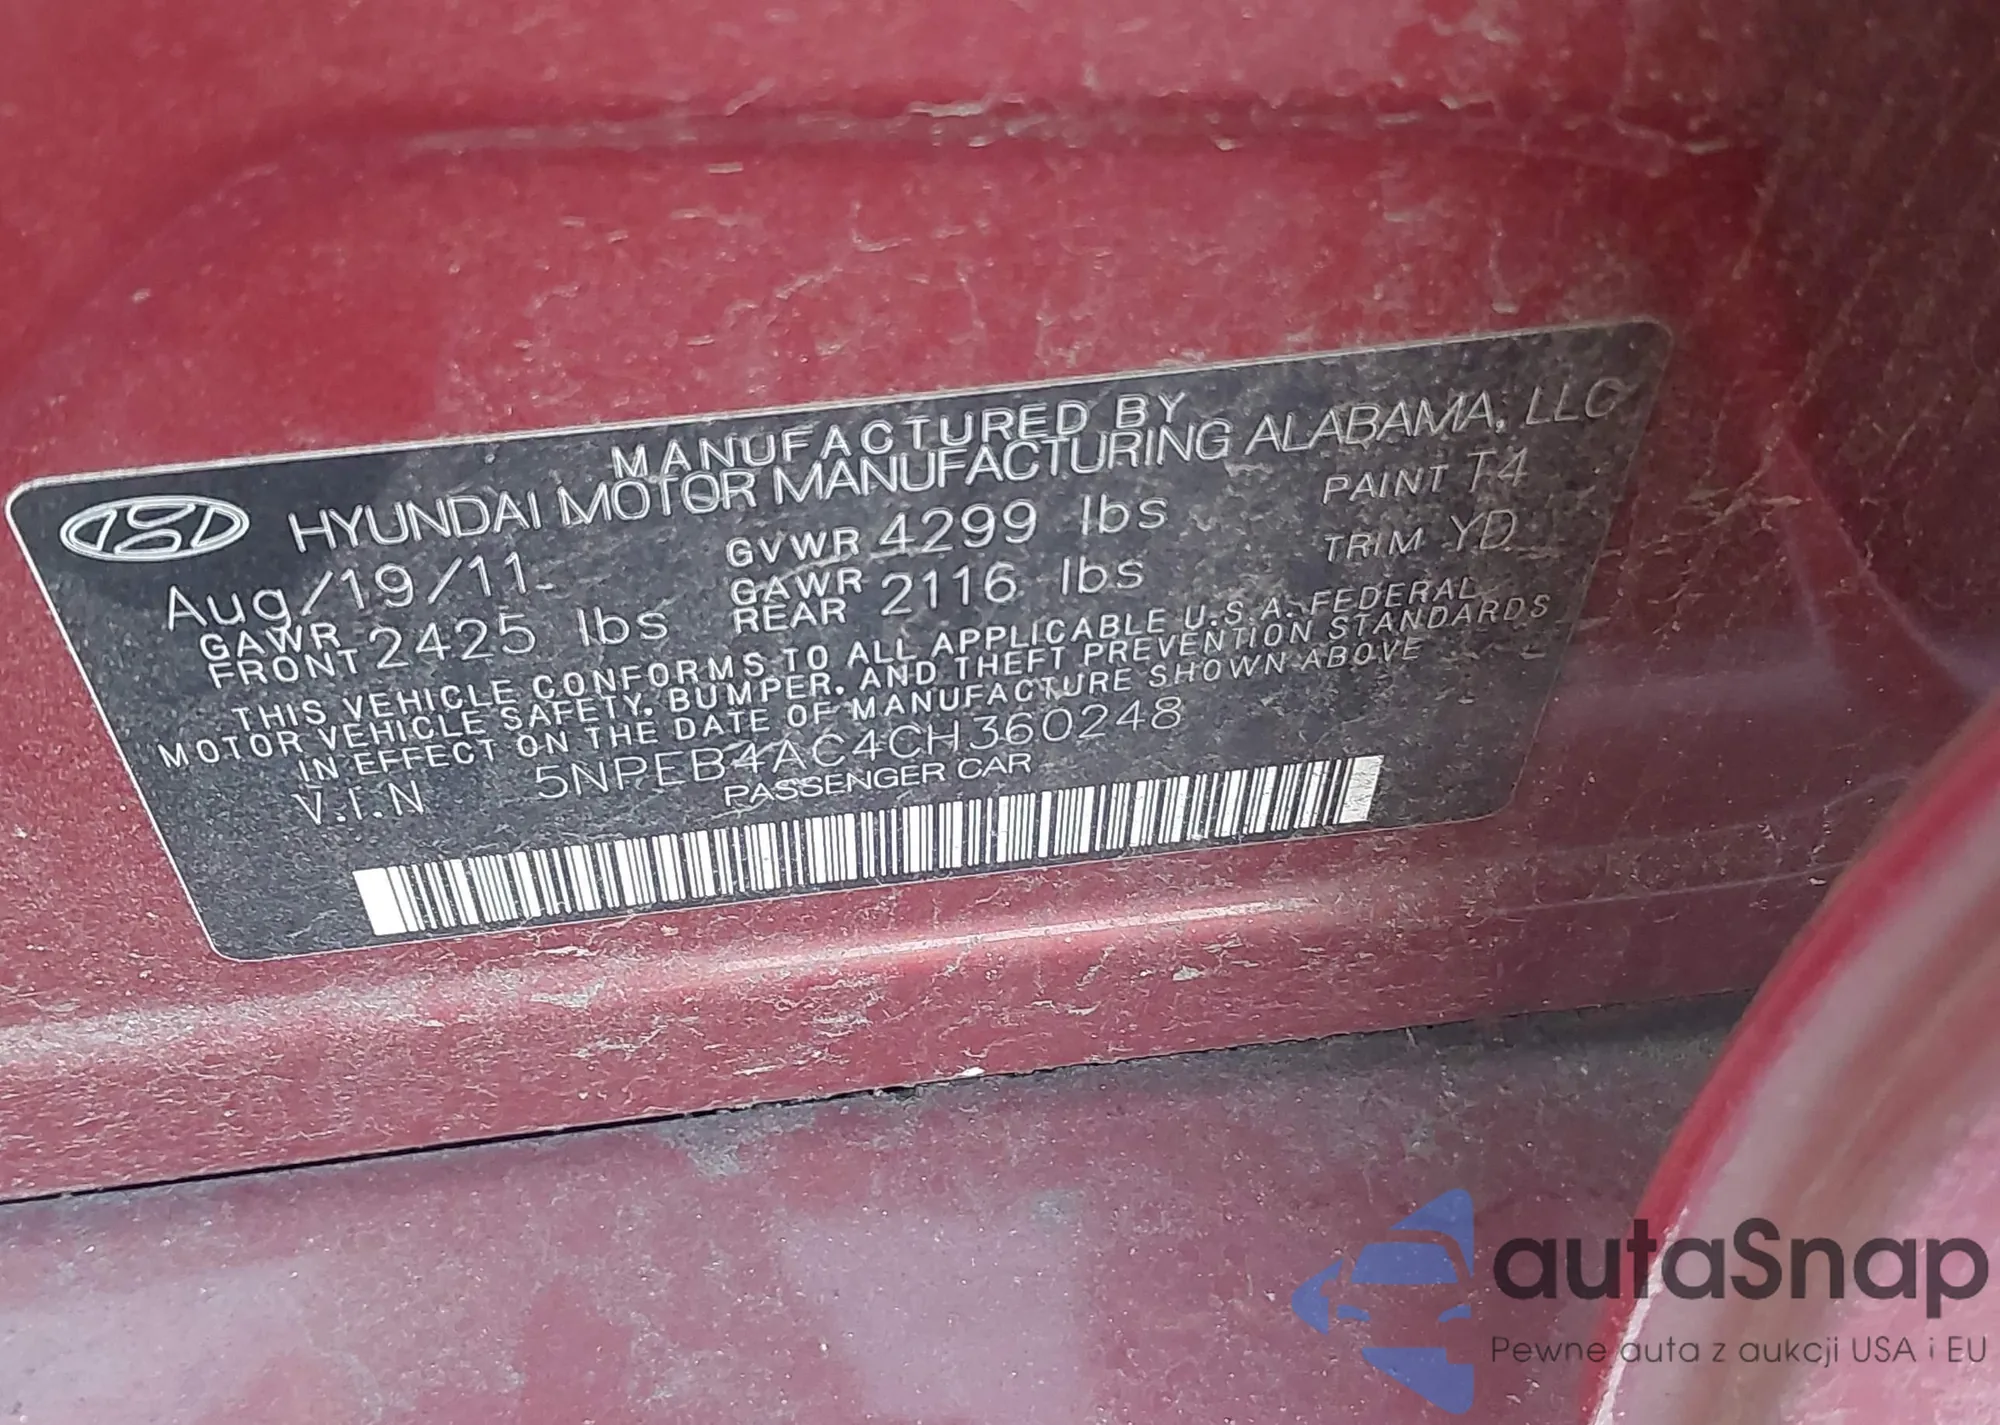 MANUFACTURED BY
HYUNDAI MOTOR MANUFACTURING ALABAMA, LLC
Aug/19/11 GVWR 4299 lbs PAINT T4
GAWR FRONT 2425 lbs GAWR REAR 2116 lbs TRIM YD
THIS VEHICLE CONFORMS TO ALL APPLICABLE U.S.A. FEDERAL
MOTOR VEHICLE SAFETY, BUMPER, AND THEFT PREVENTION STANDARDS
IN EFFECT ON THE DATE OF MANUFACTURE SHOWN ABOVE
V.I.N 5NPEB4AC4CH360248
PASSENGER CAR
autaSnap
Pewne auta z aukcji USA i EU